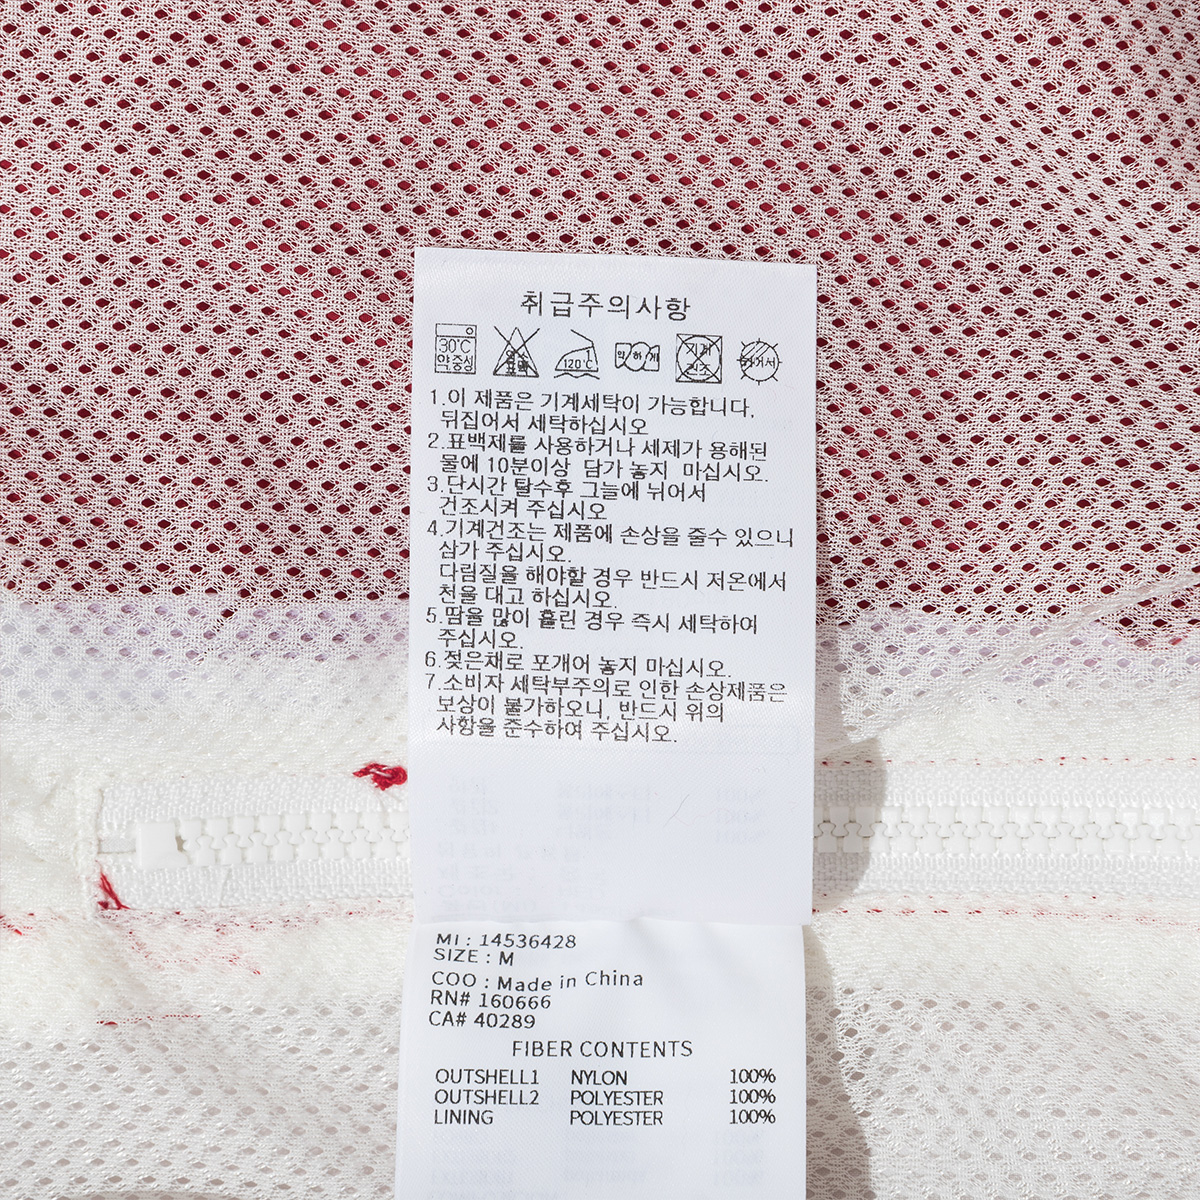 취급주의사항
30℃ 약중성 염소표백 120℃ 약하게
1.이 제품은 기계세탁이 가능합니다,
뒤집어서 세탁하십시오
2.표백제를 사용하거나 세제가 용해된
물에 10분이상 담가 놓지 마십시오.
3.단시간 탈수후 그늘에 뉘어서
건조시켜 주십시오
4.기계건조는 제품에 손상을 줄수 있으니
삼가 주십시오.
다림질을 해야할 경우 반드시 저온에서
천을 대고 하십시오.
5.땀을 많이 흘린 경우 즉시 세탁하여
주십시오.
6.젖은채로 포개어 놓지 마십시오.
7.소비자 세탁부주의로 인한 손상제품은
보상이 불가하오니, 반드시 위의
사항을 준수하여 주십시오.
MI : 14536428
SIZE : M
COO : Made in China
RN# 160666
CA# 40289
FIBER CONTENTS
OUTSHELL1 NYLON 100%
OUTSHELL2 POLYESTER 100%
LINING POLYESTER 100%